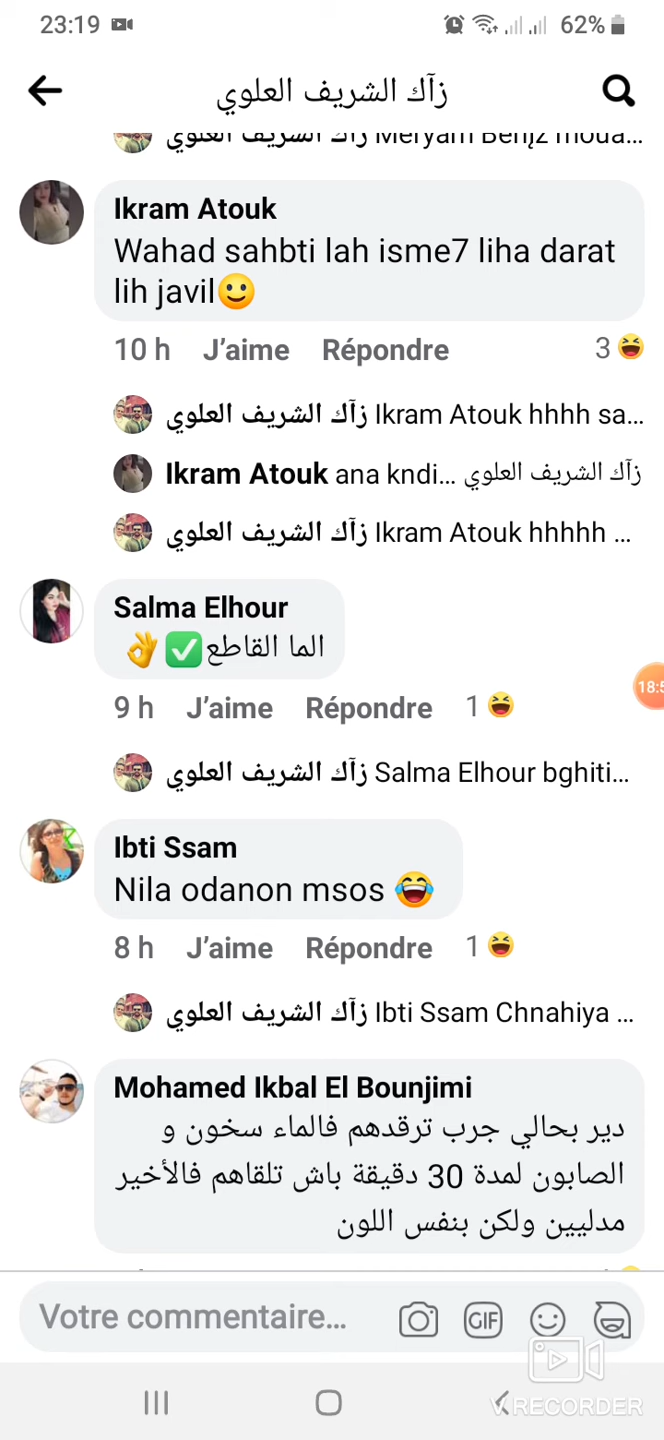 23:19 62%
زآك الشريف العلوي
زآك الشريف العلوي Meryam Benjz moua...
Ikram Atouk
Wahad sahbti lah isme7 liha darat
lih javil🙂
10 h J’aime Répondre 3 😆
زآك الشريف العلوي Ikram Atouk hhhh sa...
Ikram Atouk ana kndi... زآك الشريف العلوي
زآك الشريف العلوي Ikram Atouk hhhhh ...
Salma Elhour
الما القاطع✅👌
9 h J’aime Répondre 1 😆
18:5
زآك الشريف العلوي Salma Elhour bghiti...
Ibti Ssam
Nila odanon msos 😂
8 h J’aime Répondre 1 😆
زآك الشريف العلوي Ibti Ssam Chnahiya ...
Mohamed Ikbal El Bounjimi
دير بحالي جرب ترقدهم فالماء سخون و
الصابون لمدة 30 دقيقة باش تلقاهم فالأخير
مدليين ولكن بنفس اللون
Votre commentaire...
GIF
V RECORDER